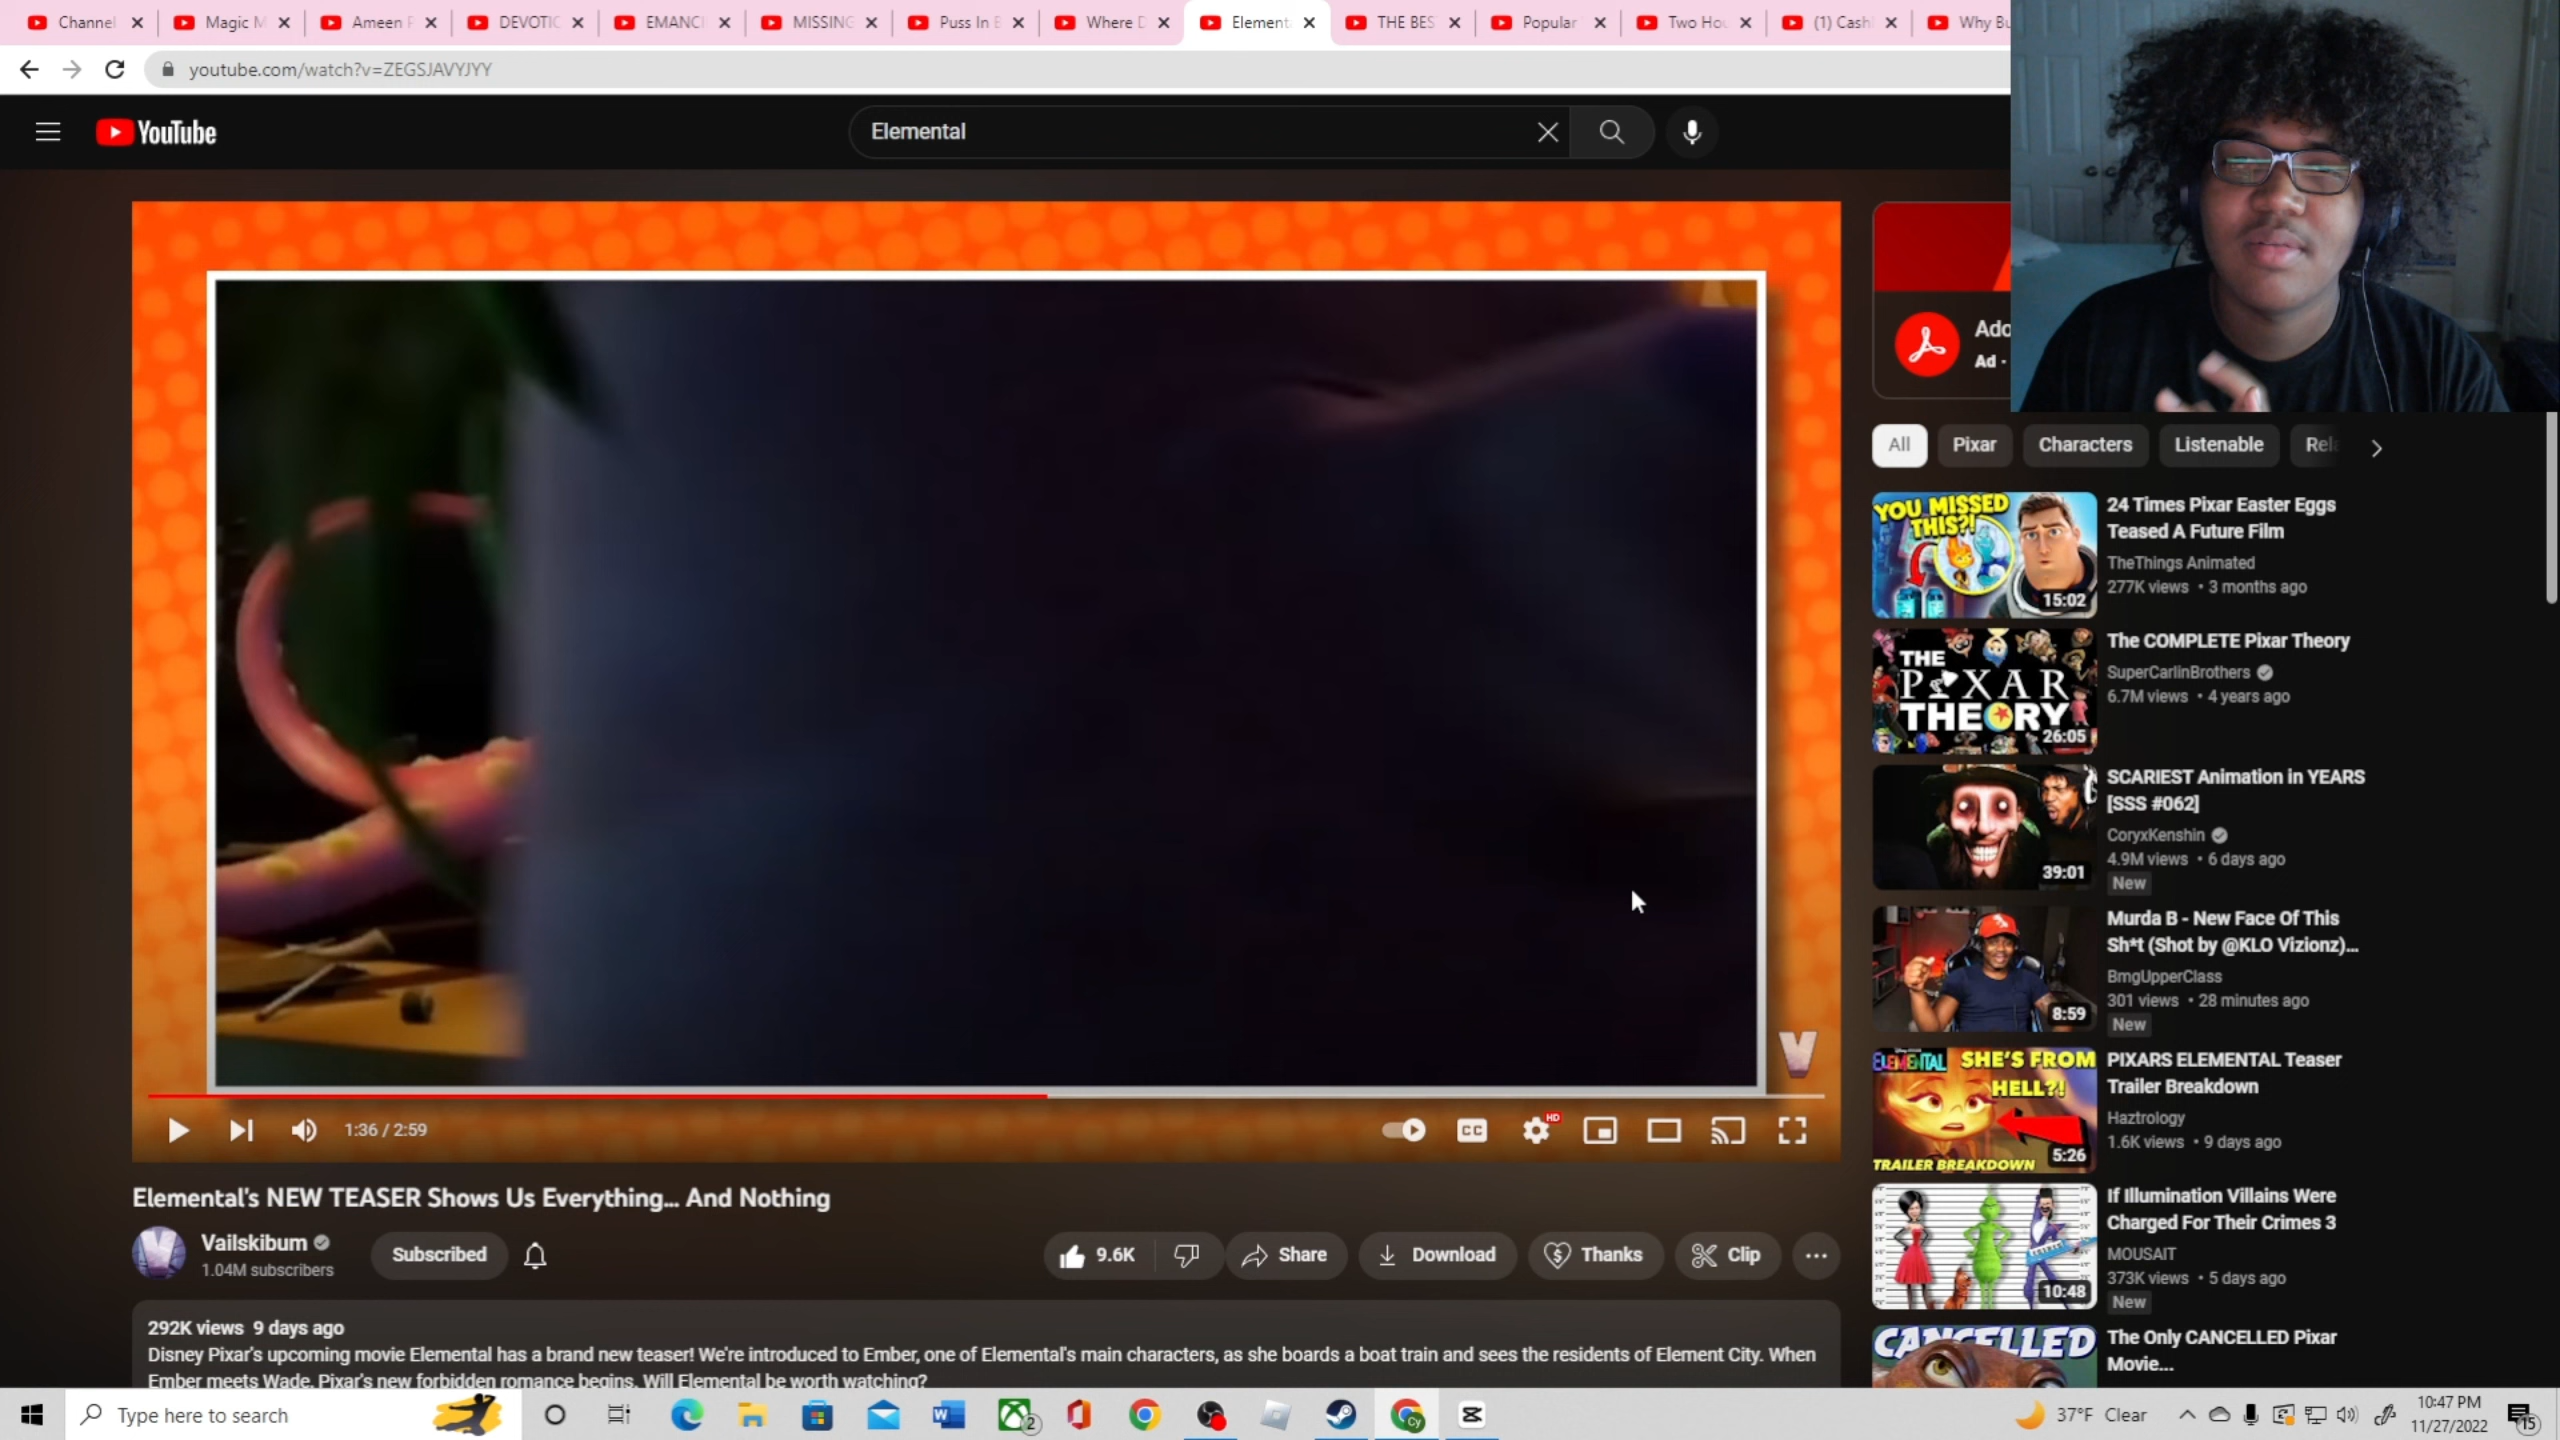 Channel
Magic M
Ameen F
DEVOTIC
EMANCI
MISSING
Puss In E
Where D
Element
THE BES
Popular
Two Hou
(1) Cash
Why Bu
youtube.com/watch?v=ZEGSJAVYJYY
YouTube
Elemental
Ado
Ad ·
All
Pixar
Characters
Listenable
Rela
YOU MISSED
THIS?!
15:02
24 Times Pixar Easter Eggs
Teased A Future Film
TheThings Animated
277K views • 3 months ago
THE
PIXAR
THEORY
26:05
The COMPLETE Pixar Theory
SuperCarlinBrothers
6.7M views • 4 years ago
39:01
SCARIEST Animation in YEARS
[SSS #062]
CoryxKenshin
4.9M views • 6 days ago
New
8:59
Murda B - New Face Of This
Sh*t (Shot by @KLO Vizionz)...
BmgUpperClass
301 views • 28 minutes ago
New
ELEMENTAL
SHE'S FROM
HELL?!
TRAILER BREAKDOWN
5:26
PIXARS ELEMENTAL Teaser
Trailer Breakdown
Haztrology
1.6K views • 9 days ago
10:48
If Illumination Villains Were
Charged For Their Crimes 3
MOUSAIT
373K views • 5 days ago
New
CANCELLED
The Only CANCELLED Pixar
Movie...
V
1:36 / 2:59
CC
HD
Elemental's NEW TEASER Shows Us Everything... And Nothing
Vailskibum
1.04M subscribers
Subscribed
9.6K
Share
Download
Thanks
Clip
292K views 9 days ago
Disney Pixar's upcoming movie Elemental has a brand new teaser! We're introduced to Ember, one of Elemental's main characters, as she boards a boat train and sees the residents of Element City. When
Ember meets Wade, Pixar's new forbidden romance begins. Will Elemental be worth watching?
Type here to search
2
Cy
37°F Clear
10:47 PM
11/27/2022
15